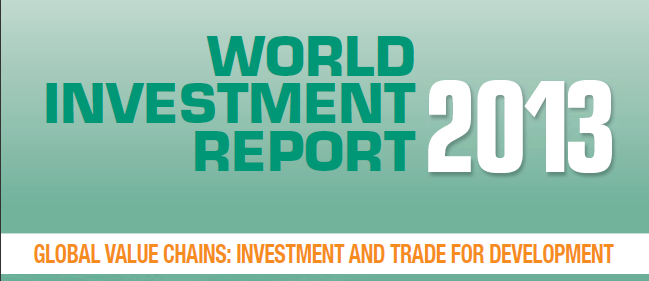 WORLD
INVESTMENT
REPORT
2013
GLOBAL VALUE CHAINS: INVESTMENT AND TRADE FOR DEVELOPMENT